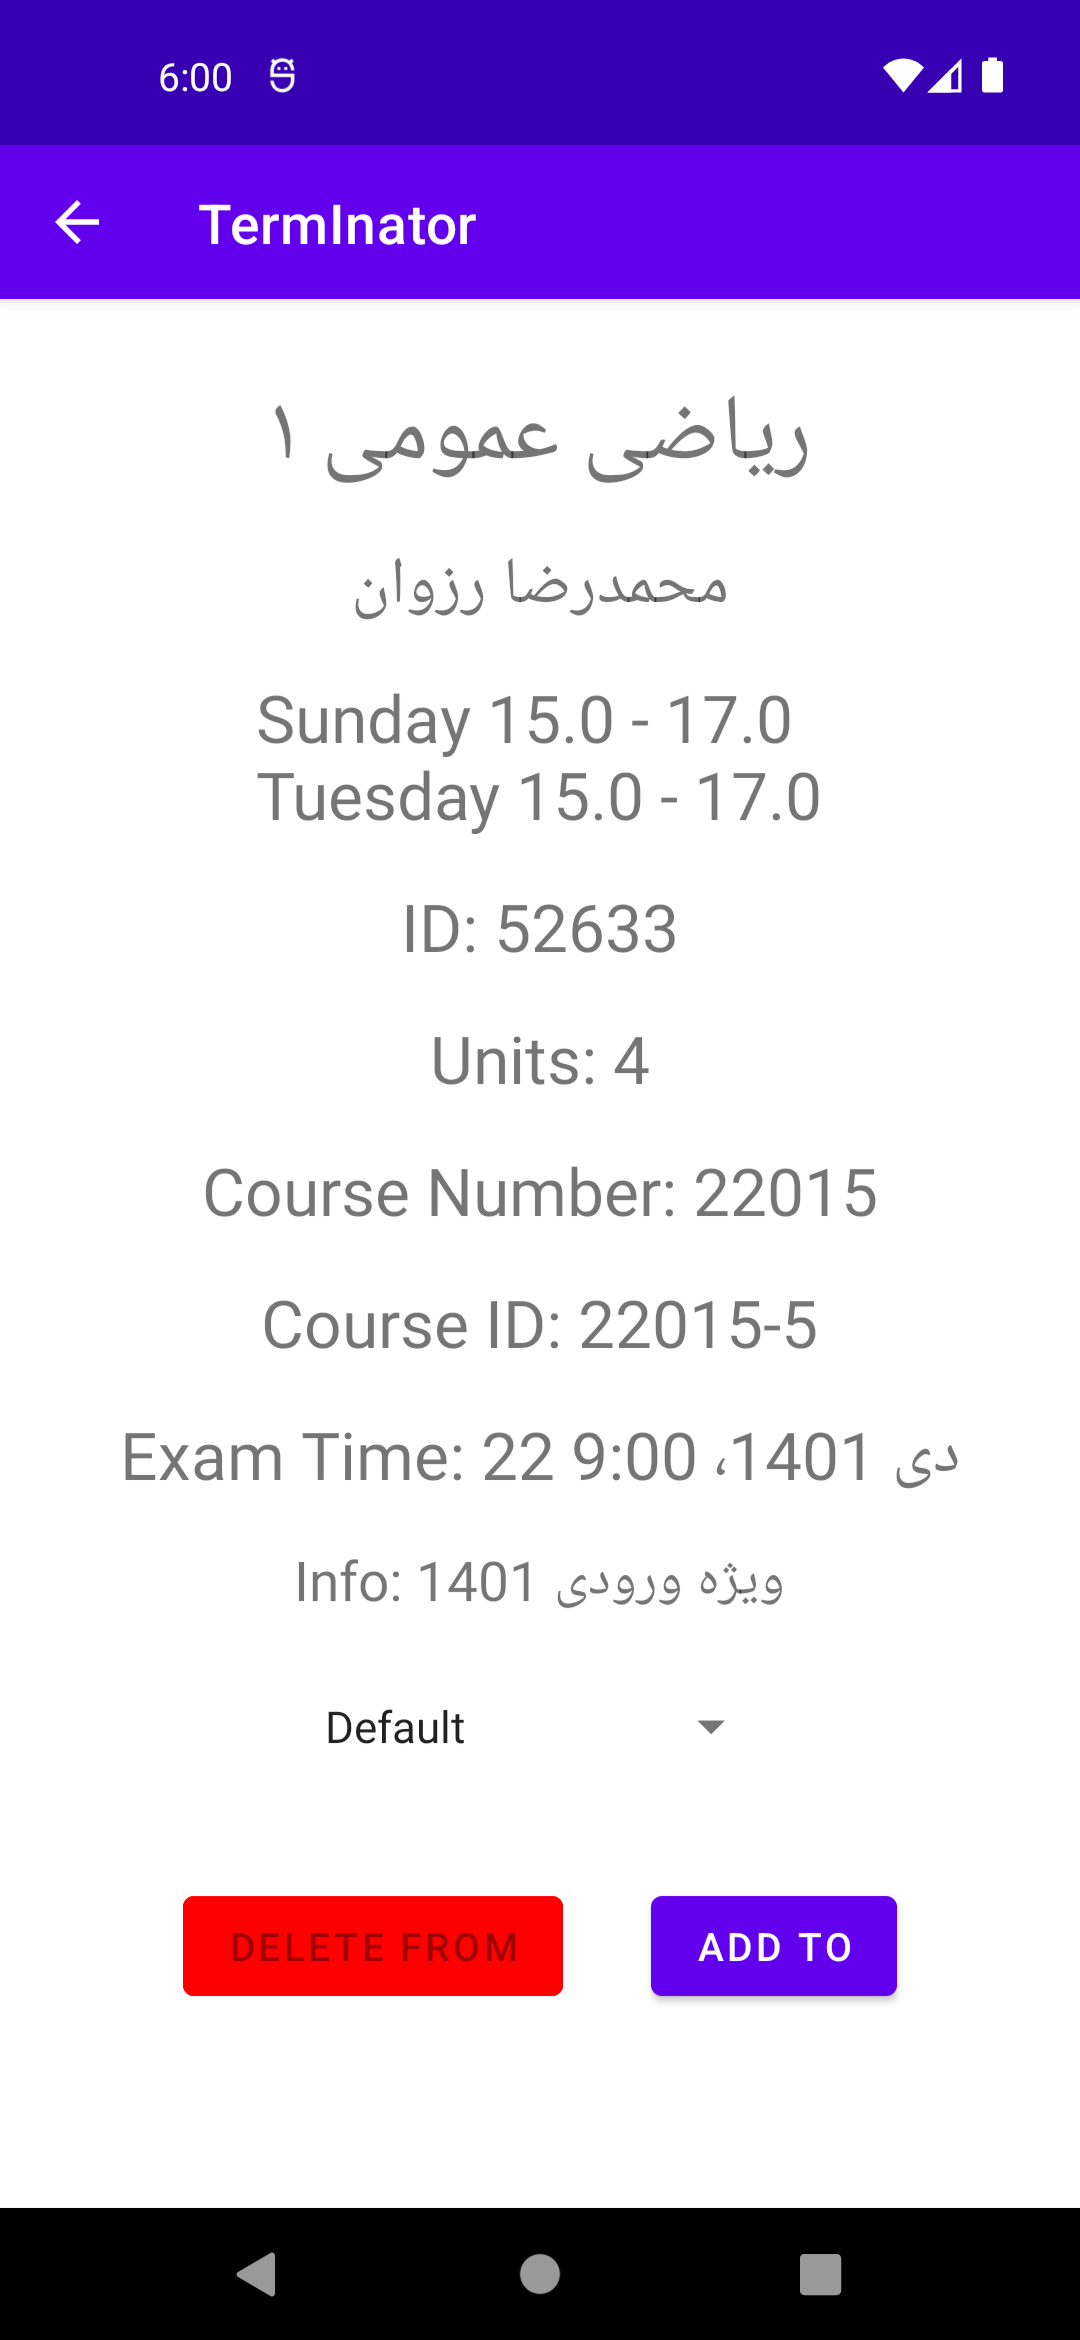 6:00
TermInator
ریاضی عمومی ۱
محمدرضا رزوان
Sunday 15.0 - 17.0
Tuesday 15.0 - 17.0
ID: 52633
Units: 4
Course Number: 22015
Course ID: 22015-5
Exam Time: 22 دی 1401، 9:00
Info: ویژه ورودی 1401
Default
DELETE FROM
ADD TO